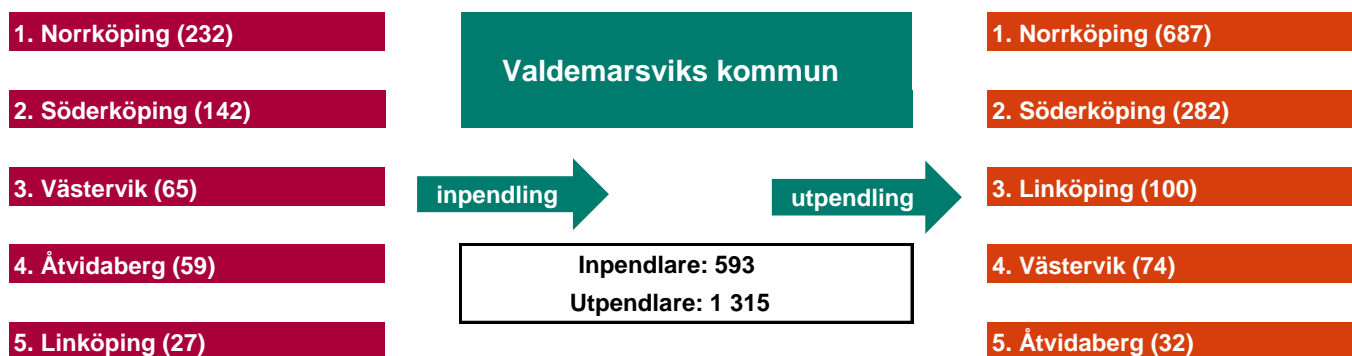 1. Norrköping (232)
2. Söderköping (142)
3. Västervik (65)
4. Åtvidaberg (59)
5. Linköping (27)
Valdemarsviks kommun
inpendling
utpendling
Inpendlare: 593
Utpendlare: 1 315
1. Norrköping (687)
2. Söderköping (282)
3. Linköping (100)
4. Västervik (74)
5. Åtvidaberg (32)